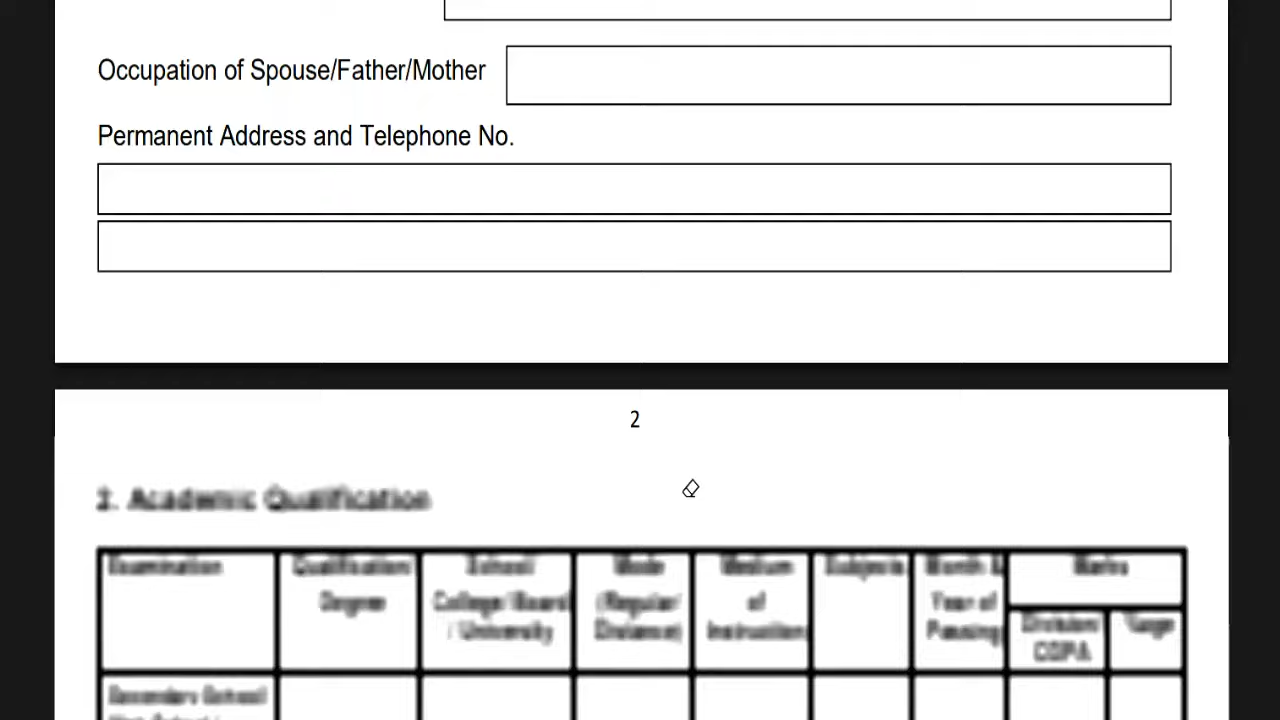 Occupation of Spouse/Father/Mother
Permanent Address and Telephone No.
2
2. Academic Qualification
Examination
Qualification/
Degree
School/
College/Board
/ University
Mode
(Regular/
Distance)
Medium
of
Instruction
Subjects
Month &
Year of
Passing
Marks
Division/
CGPA
%age
Secondary School